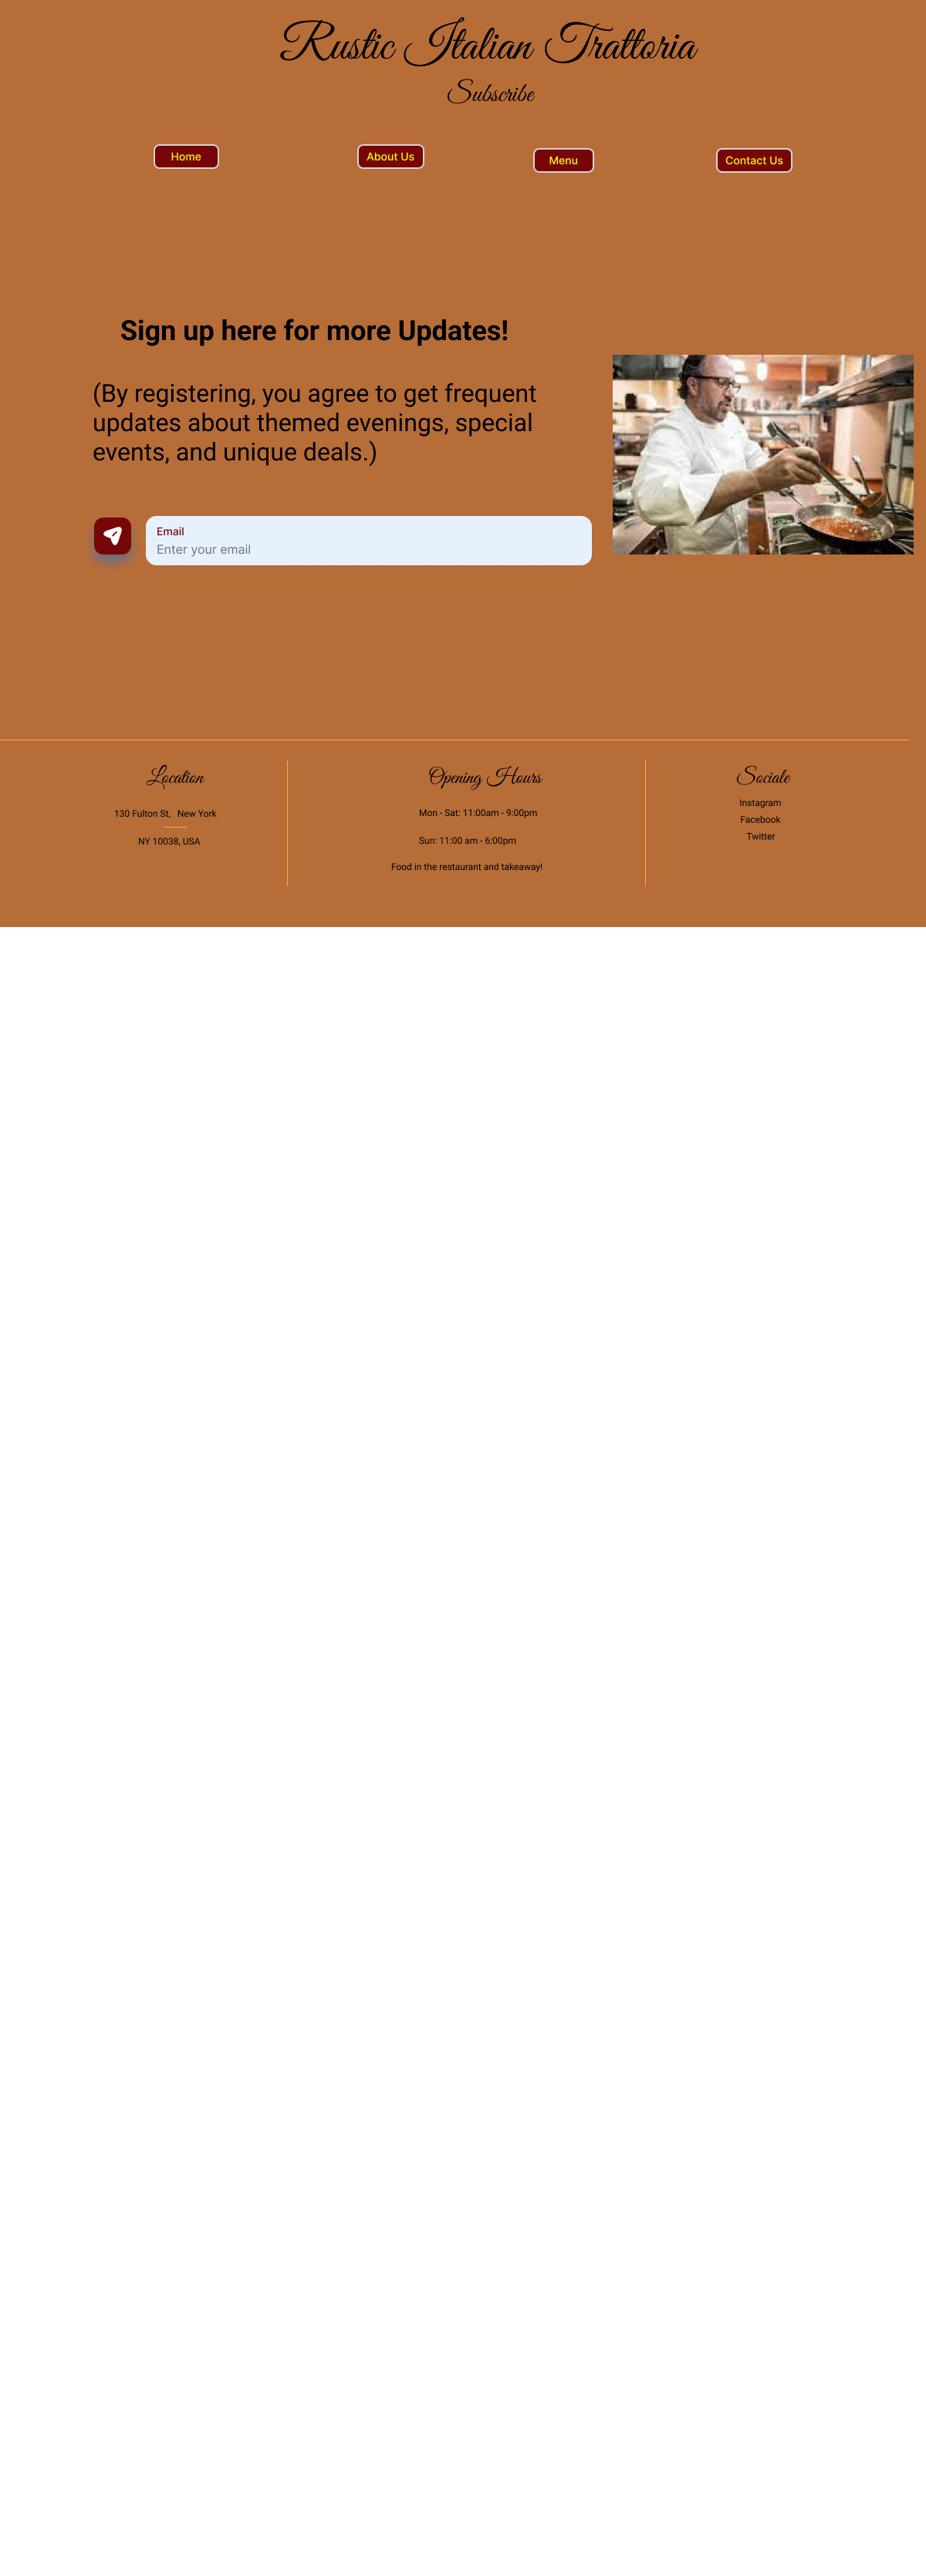 Rustic Italian Trattoria
Subscribe
Home
About Us
Menu
Contact Us
Sign up here for more Updates!
(By registering, you agree to get frequent
updates about themed evenings, special
events, and unique deals.)
Email
Enter your email
Location
130 Fulton St, New York
NY 10038, USA
Opening Hours
Mon - Sat: 11:00am - 9:00pm
Sun: 11:00 am - 6:00pm
Food in the restaurant and takeaway!
Sociale
Instagram
Facebook
Twitter